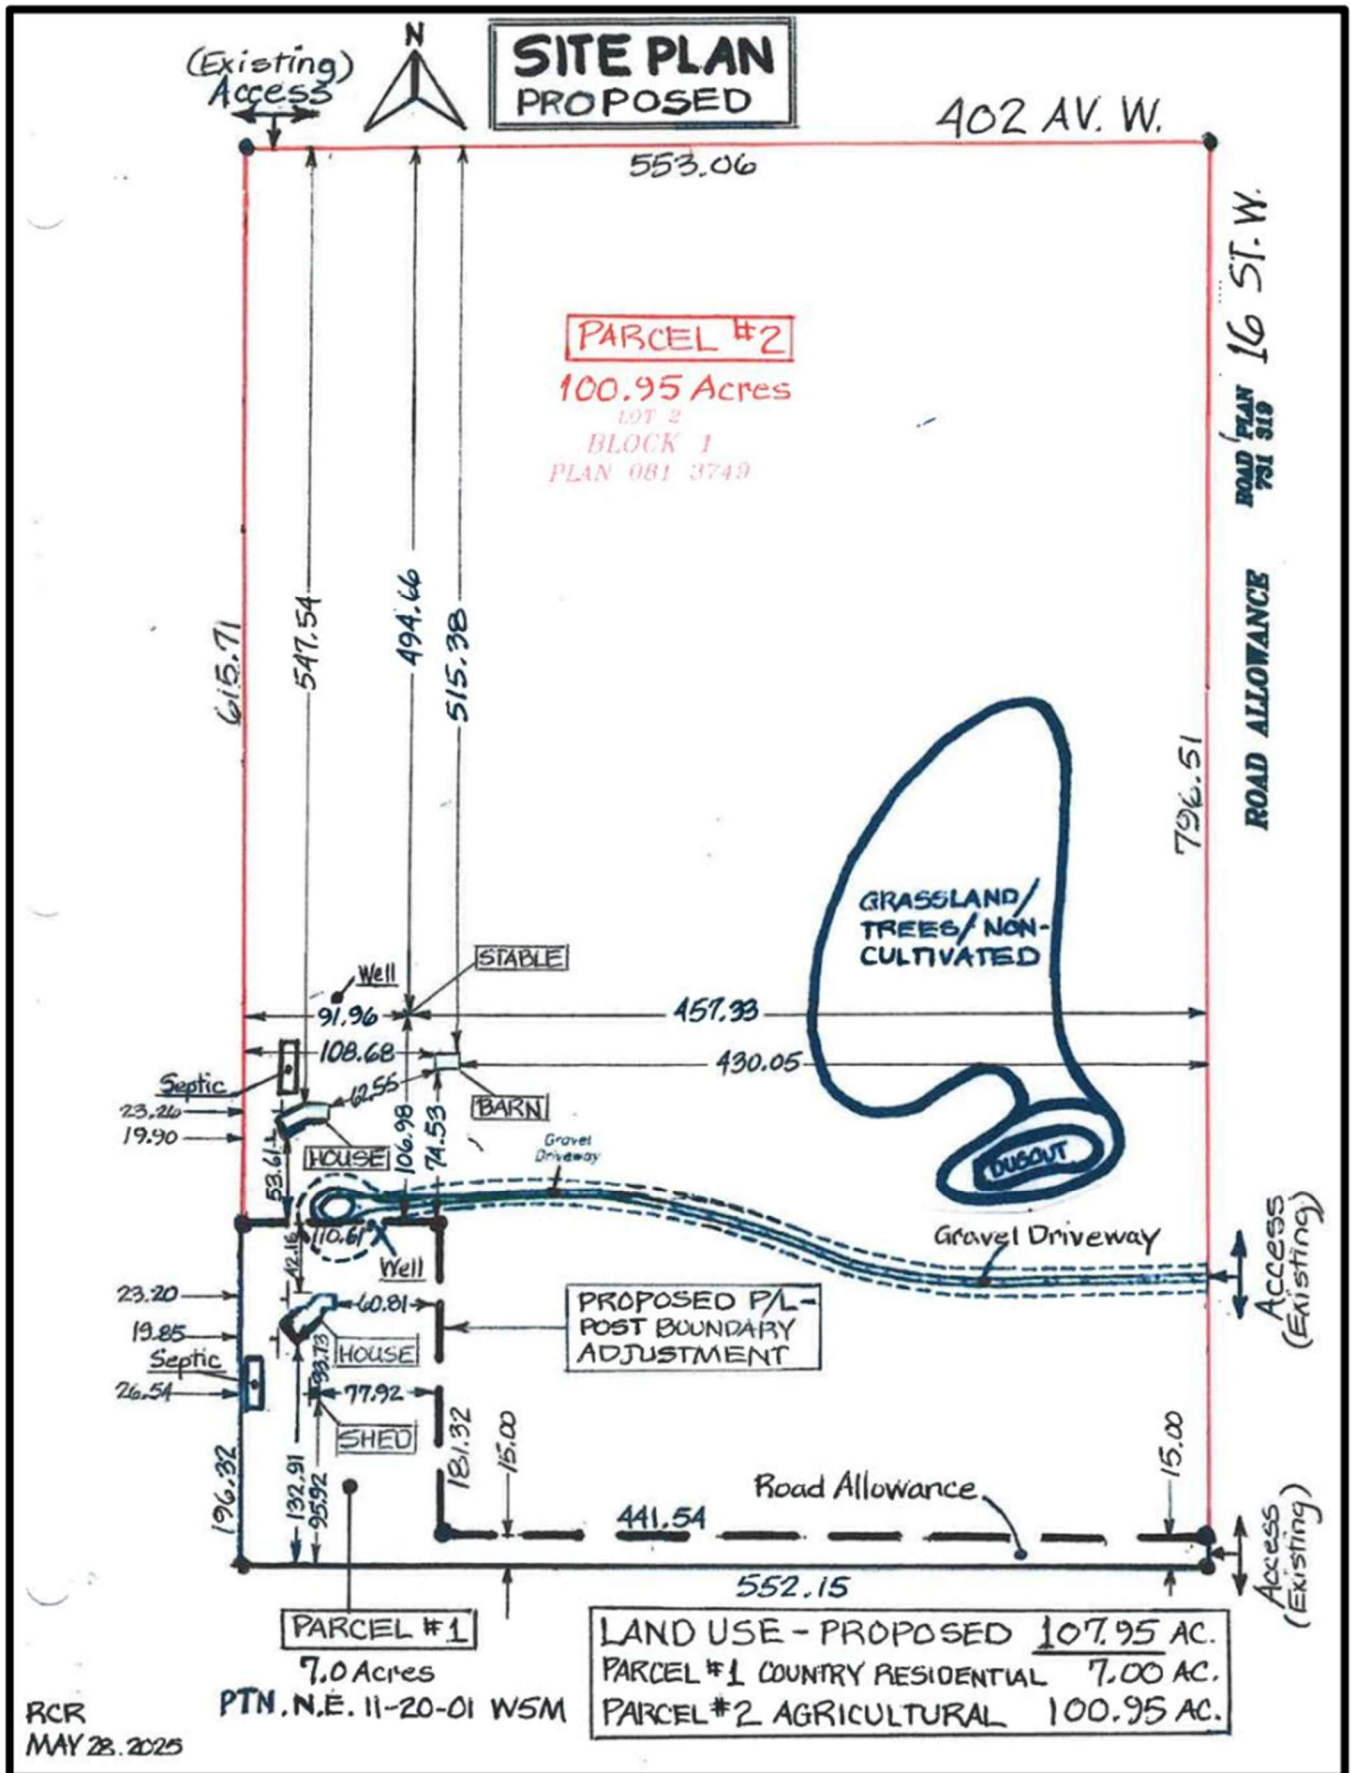 N
(Existing)
Access
SITE PLAN
PROPOSED
402 AV. W.
553.06
16 ST. W.
ROAD PLAN
731 319
ROAD ALLOWANCE
PARCEL #2
100.95 Acres
LOT 2
BLOCK 1
PLAN 081 3749
615.71
547.54
494.66
515.38
796.51
GRASSLAND/
TREES/NON-
CULTIVATED
DUGOUT
STABLE
Well
91.96
457.33
108.68
430.05
Septic
62.55
BARN
23.26
19.90
HOUSE
53.61
106.98
74.53
Gravel
Driveway
Gravel Driveway
Access
(Existing)
110.61
42.16
Well
23.20
60.81
PROPOSED P/L-
POST BOUNDARY
ADJUSTMENT
19.85
HOUSE
Septic
26.54
93.73
77.92
SHED
196.32
132.91
95.92
181.32
15.00
15.00
Road Allowance
441.54
552.15
Access
(Existing)
PARCEL #1
7.0 Acres
PTN. N.E. 11-20-01 W5M
LAND USE - PROPOSED 107.95 AC.
PARCEL #1 COUNTRY RESIDENTIAL 7.00 AC.
PARCEL #2 AGRICULTURAL 100.95 AC.
RCR
MAY 28.2025